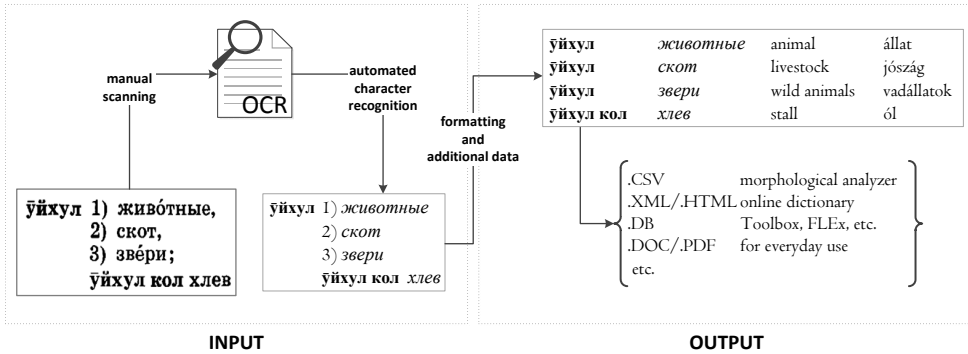 manual
scanning
OCR
automated
character
recognition
ӯйхул 1) живо́тные,
2) скот,
3) зве́ри;
ӯйхул кол хлев
ӯйхул 1) животные
2) скот
3) звери
ӯйхул кол хлев
formatting
and
additional data
ӯйхул животные animal állat
ӯйхул скот livestock jószág
ӯйхул звери wild animals vadállatok
ӯйхул кол хлев stall ól
.CSV morphological analyzer
.XML/.HTML online dictionary
.DB Toolbox, FLEx, etc.
.DOC/.PDF for everyday use
etc.
INPUT
OUTPUT